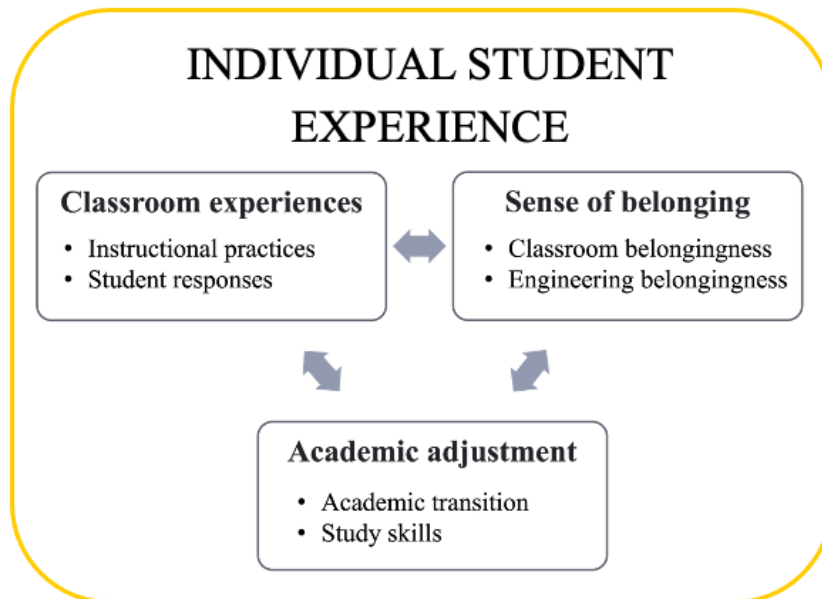 INDIVIDUAL STUDENT
EXPERIENCE
Classroom experiences
• Instructional practices
• Student responses
Sense of belonging
• Classroom belongingness
• Engineering belongingness
Academic adjustment
• Academic transition
• Study skills